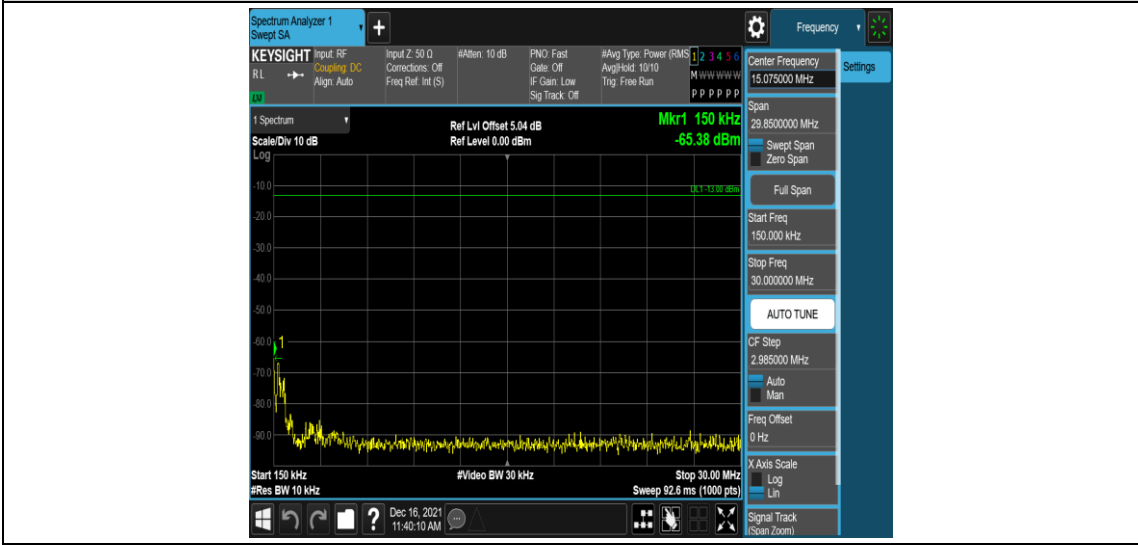 Spectrum Analyzer 1
Swept SA
+
Frequency
KEYSIGHT
RL
LM
Input: RF
Coupling: DC
Align: Auto
Input Z: 50 Ω
Corrections: Off
Freq Ref: Int (S)
#Atten: 10 dB
PNO: Fast
Gate: Off
IF Gain: Low
Sig Track: Off
#Avg Type: Power (RMS
Avg|Hold: 10/10
Trig: Free Run
1 2 3 4 5 6
M W W W W W
P P P P P P
1 Spectrum
Scale/Div 10 dB
Log
Ref Lvl Offset 5.04 dB
Ref Level 0.00 dBm
Mkr1 150 kHz
-65.38 dBm
DL1 -13.00 dBm
-10.0
-20.0
-30.0
-40.0
-50.0
-60.0
1
-70.0
-80.0
-90.0
Start 150 kHz
#Res BW 10 kHz
#Video BW 30 kHz
Stop 30.00 MHz
Sweep 92.6 ms (1000 pts)
Center Frequency
15.075000 MHz
Settings
Span
29.8500000 MHz
Swept Span
Zero Span
Full Span
Start Freq
150.000 kHz
Stop Freq
30.000000 MHz
AUTO TUNE
CF Step
2.985000 MHz
Auto
Man
Freq Offset
0 Hz
X Axis Scale
Log
Lin
Signal Track
(Span Zoom)
?
Dec 16, 2021
11:40:10 AM